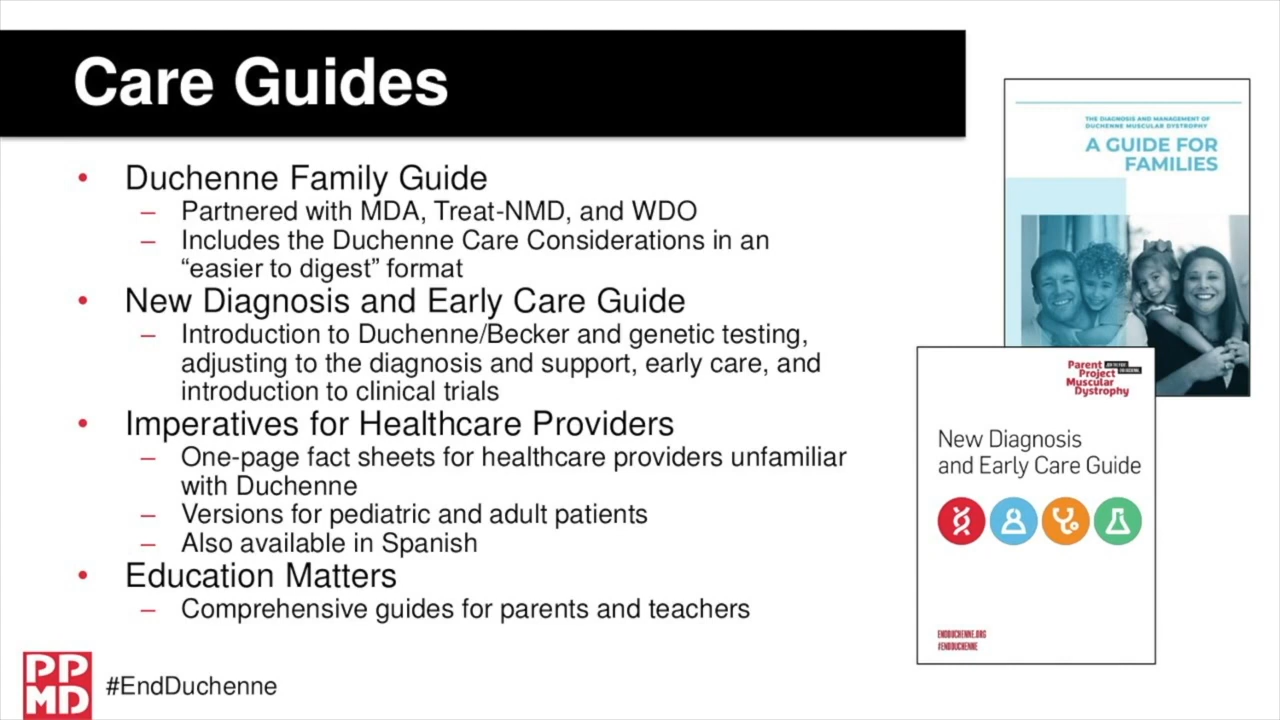 Care Guides
• Duchenne Family Guide
– Partnered with MDA, Treat-NMD, and WDO
– Includes the Duchenne Care Considerations in an
“easier to digest” format
• New Diagnosis and Early Care Guide
– Introduction to Duchenne/Becker and genetic testing,
adjusting to the diagnosis and support, early care, and
introduction to clinical trials
• Imperatives for Healthcare Providers
– One-page fact sheets for healthcare providers unfamiliar
with Duchenne
– Versions for pediatric and adult patients
– Also available in Spanish
• Education Matters
– Comprehensive guides for parents and teachers
PP
MD
#EndDuchenne
THE DIAGNOSIS AND MANAGEMENT OF
DUCHENNE MUSCULAR DYSTROPHY
A GUIDE FOR
FAMILIES
Parent
Project
Muscular
Dystrophy
New Diagnosis
and Early Care Guide
ENDDUCHENNE.ORG
#ENDDUCHENNE